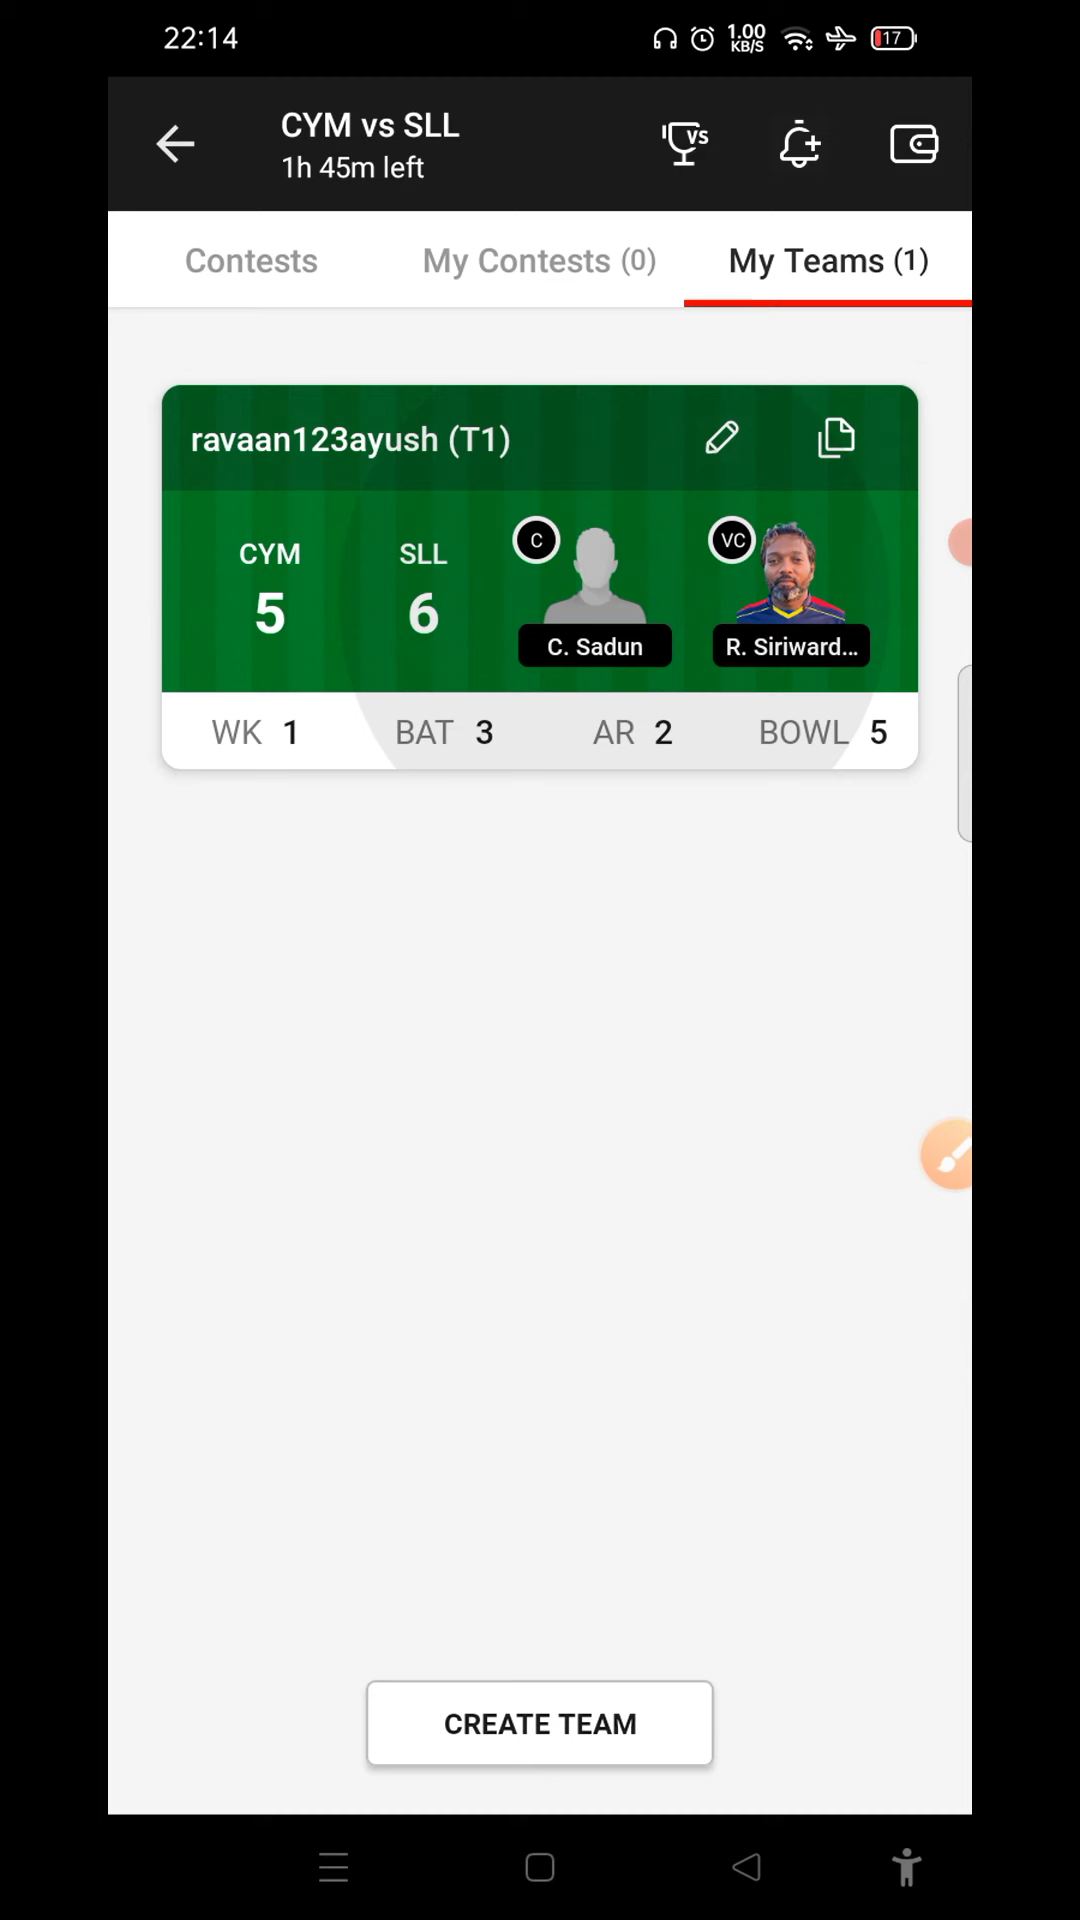 22:14
1.00 KB/S
17
CYM vs SLL
1h 45m left
VS
Contests
My Contests (0)
My Teams (1)
ravaan123ayush (T1)
CYM
5
SLL
6
C
C. Sadun
VC
R. Siriward...
WK 1
BAT 3
AR 2
BOWL 5
CREATE TEAM